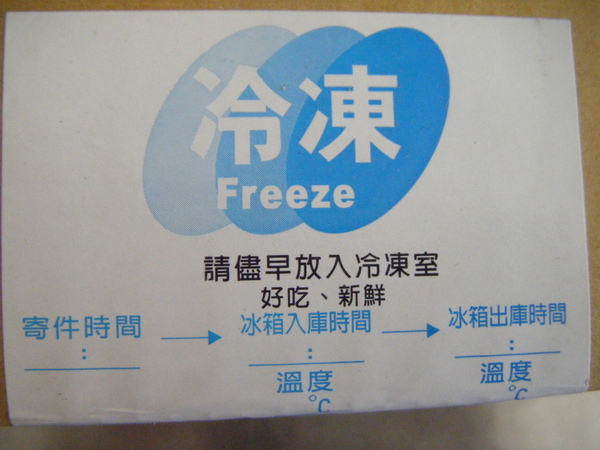 冷凍
Freeze
請儘早放入冷凍室
好吃、新鮮
寄件時間 → 冰箱入庫時間 → 冰箱出庫時間
: : :
溫度 溫度
℃ ℃